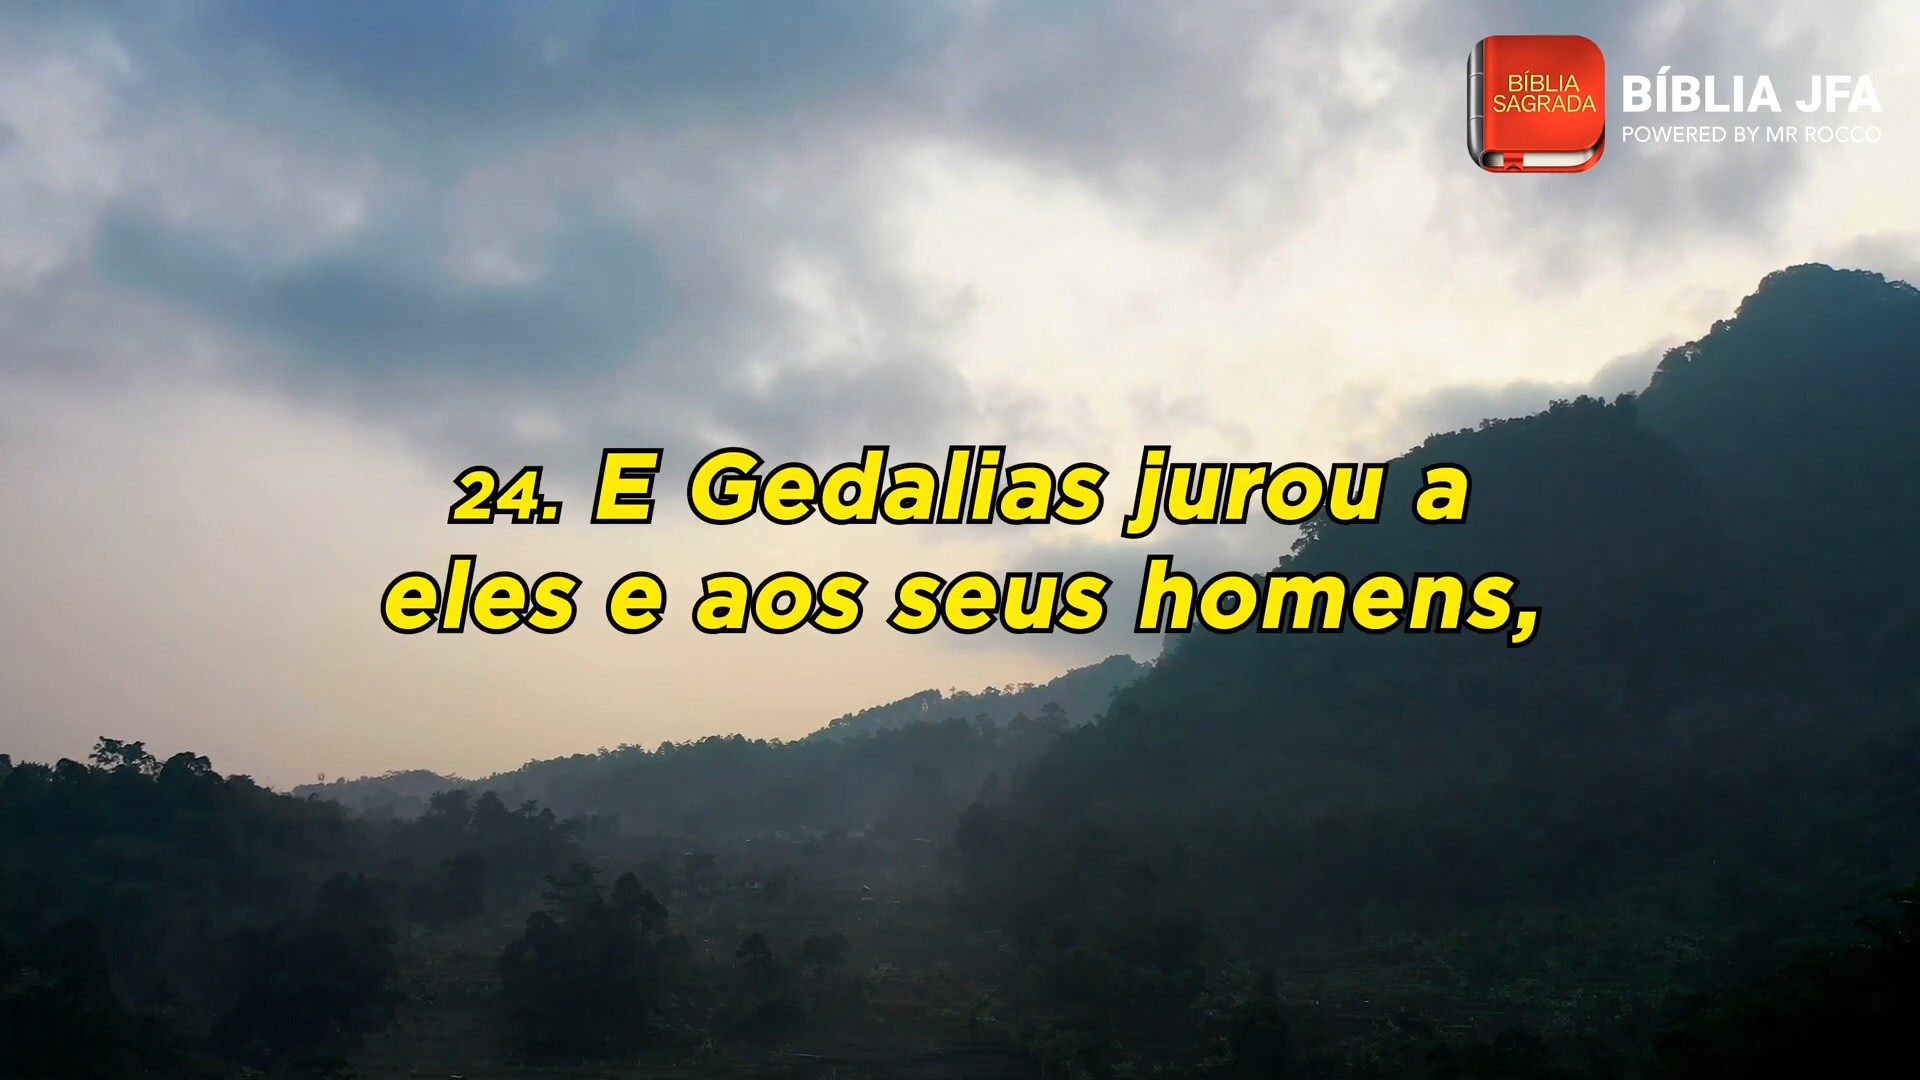 BÍBLIA
SAGRADA
BÍBLIA JFA
POWERED BY MR ROCCO
24. E Gedalias jurou a
eles e aos seus homens,